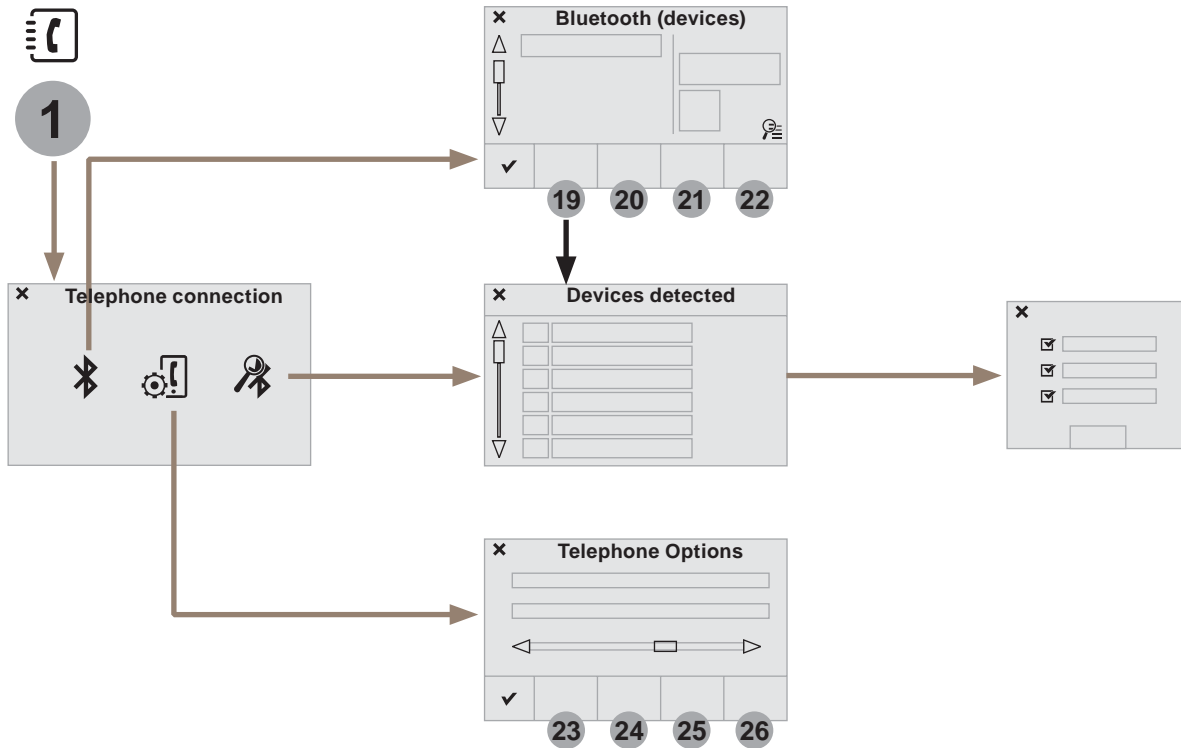 Bluetooth (devices)
1
19 20 21 22
Telephone connection
Devices detected
Telephone Options
23 24 25 26